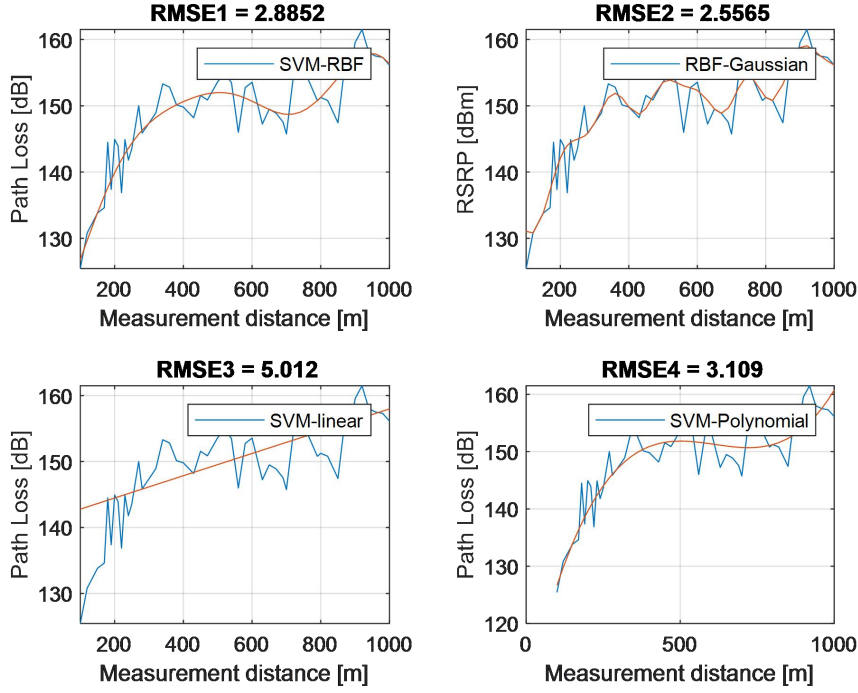 RMSE1 = 2.8852
SVM-RBF
Path Loss [dB]
160
150
140
130
200 400 600 800 1000
Measurement distance [m]
RMSE2 = 2.5565
RBF-Gaussian
RSRP [dBm]
160
150
140
130
200 400 600 800 1000
Measurement distance [m]
RMSE3 = 5.012
SVM-linear
Path Loss [dB]
160
150
140
130
200 400 600 800 1000
Measurement distance [m]
RMSE4 = 3.109
SVM-Polynomial
Path Loss [dB]
160
150
140
130
120
0 500 1000
Measurement distance [m]